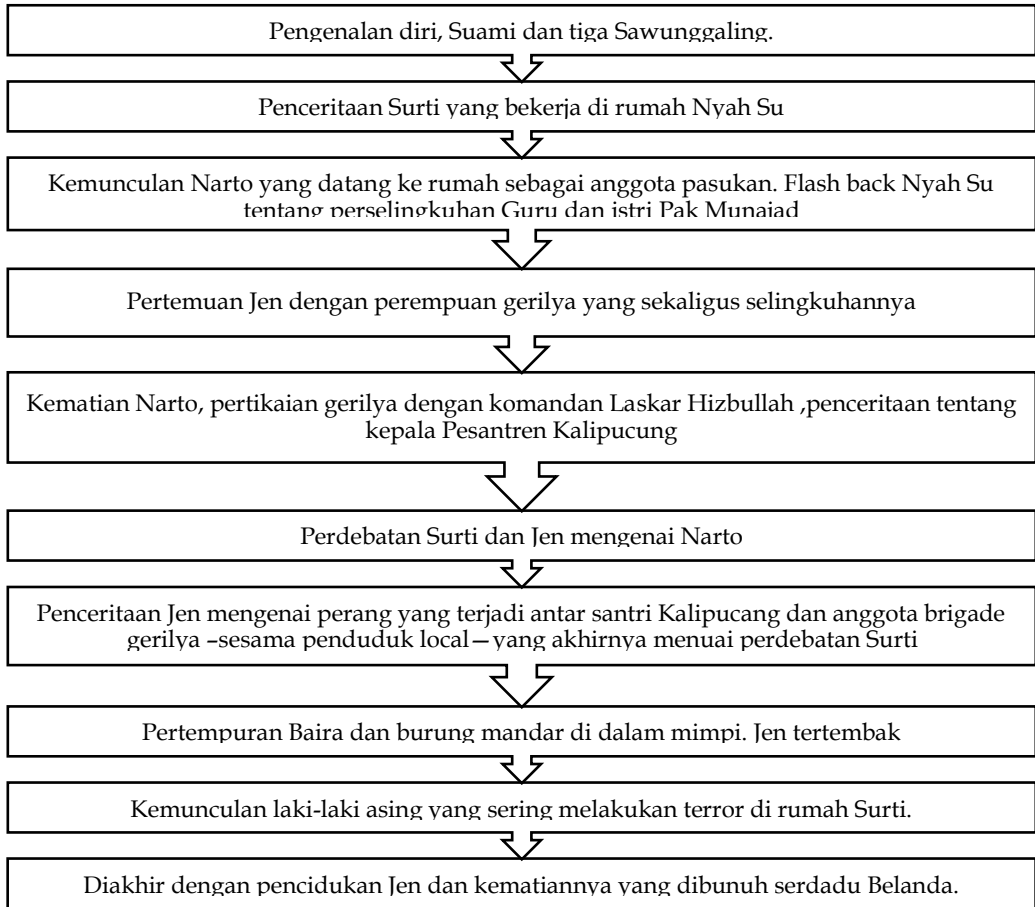 Pengenalan diri, Suami dan tiga Sawunggaling.
Penceritaan Surti yang bekerja di rumah Nyah Su
Kemunculan Narto yang datang ke rumah sebagai anggota pasukan. Flash back Nyah Su
tentang perselingkuhan Guru dan istri Pak Munajad
Pertemuan Jen dengan perempuan gerilya yang sekaligus selingkuhannya
Kematian Narto, pertikaian gerilya dengan komandan Laskar Hizbullah ,penceritaan tentang
kepala Pesantren Kalipucung
Perdebatan Surti dan Jen mengenai Narto
Penceritaan Jen mengenai perang yang terjadi antar santri Kalipucang dan anggota brigade
gerilya –sesama penduduk local—yang akhirnya menuai perdebatan Surti
Pertempuran Baira dan burung mandar di dalam mimpi. Jen tertembak
Kemunculan laki-laki asing yang sering melakukan terror di rumah Surti.
Diakhir dengan pencidukan Jen dan kematiannya yang dibunuh serdadu Belanda.